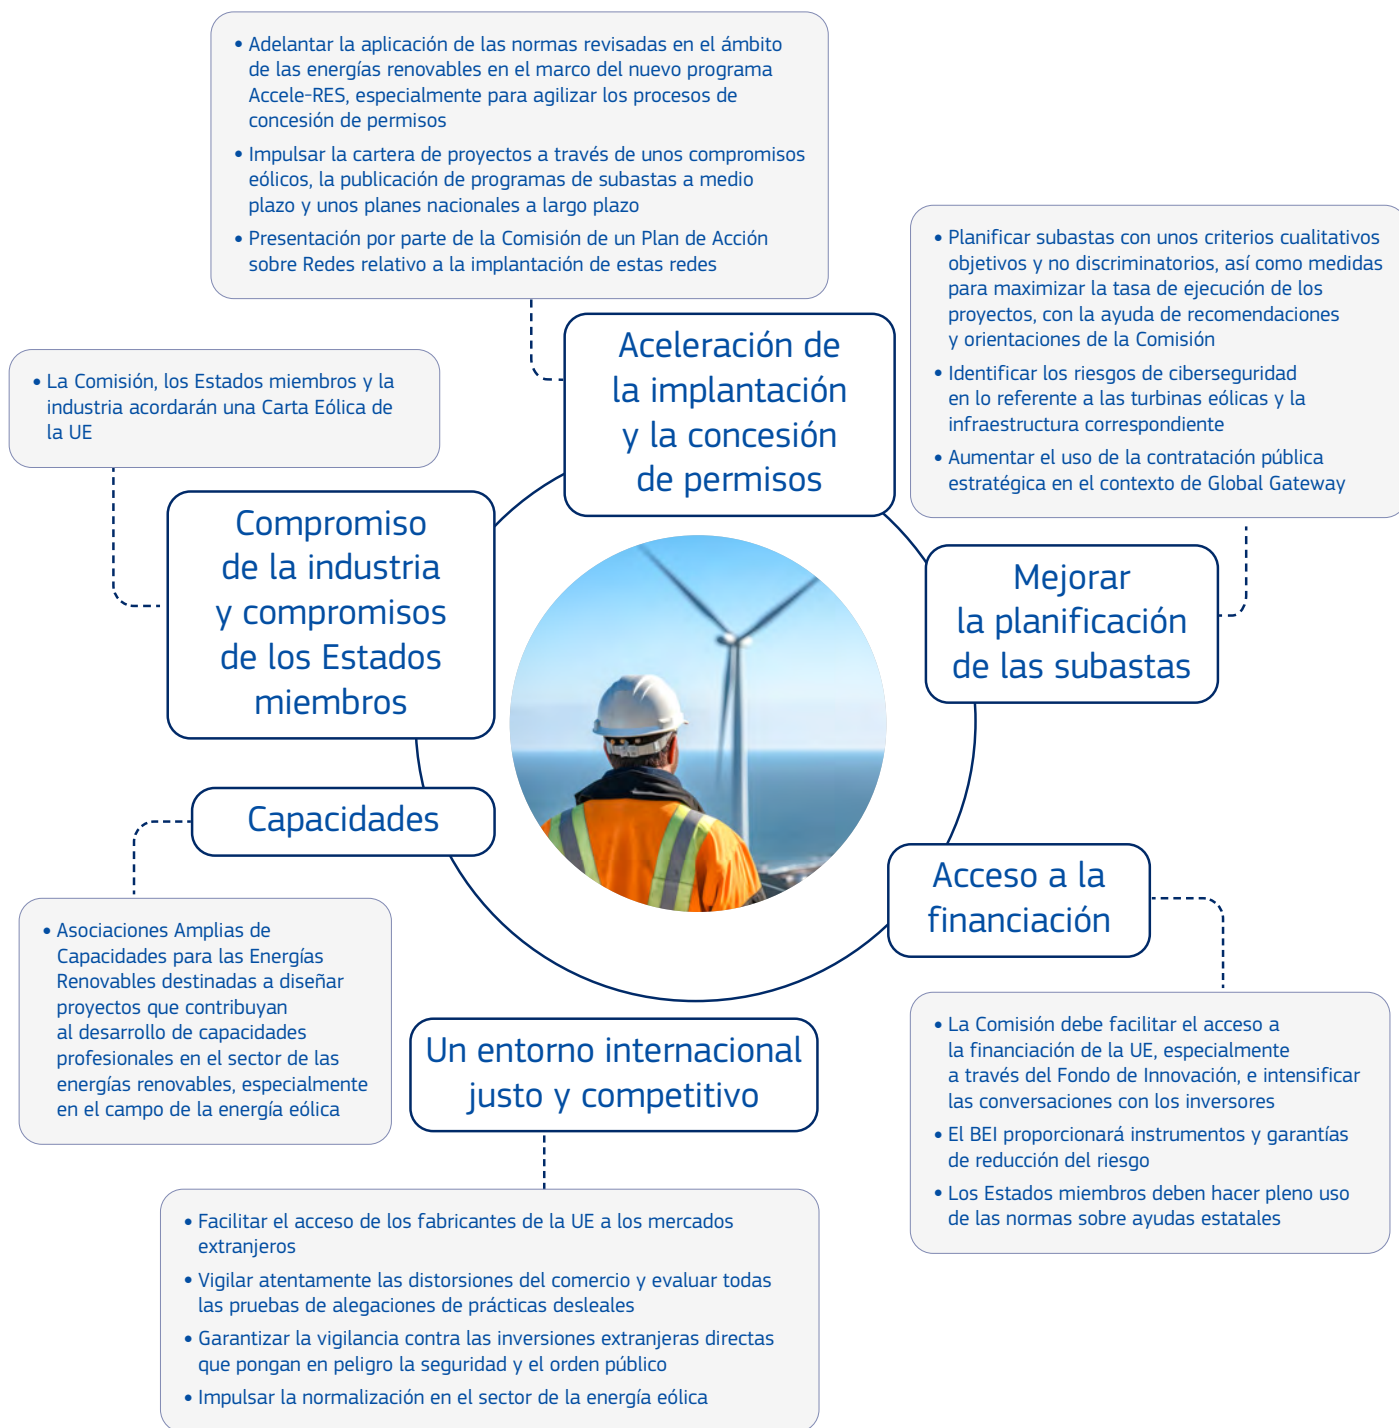 • Adelantar la aplicación de las normas revisadas en el ámbito
de las energías renovables en el marco del nuevo programa
Accele-RES, especialmente para agilizar los procesos de
concesión de permisos
• Impulsar la cartera de proyectos a través de unos compromisos
eólicos, la publicación de programas de subastas a medio
plazo y unos planes nacionales a largo plazo
• Presentación por parte de la Comisión de un Plan de Acción
sobre Redes relativo a la implantación de estas redes
Aceleración de
la implantación
y la concesión
de permisos
• Planificar subastas con unos criterios cualitativos
objetivos y no discriminatorios, así como medidas
para maximizar la tasa de ejecución de los
proyectos, con la ayuda de recomendaciones
y orientaciones de la Comisión
• Identificar los riesgos de ciberseguridad
en lo referente a las turbinas eólicas y la
infraestructura correspondiente
• Aumentar el uso de la contratación pública
estratégica en el contexto de Global Gateway
Mejorar
la planificación
de las subastas
• La Comisión, los Estados miembros y la
industria acordarán una Carta Eólica de
la UE
Compromiso
de la industria
y compromisos
de los Estados
miembros
Capacidades
• Asociaciones Amplias de
Capacidades para las Energías
Renovables destinadas a diseñar
proyectos que contribuyan
al desarrollo de capacidades
profesionales en el sector de las
energías renovables, especialmente
en el campo de la energía eólica
Acceso a la
financiación
• La Comisión debe facilitar el acceso a
la financiación de la UE, especialmente
a través del Fondo de Innovación, e intensificar
las conversaciones con los inversores
• El BEI proporcionará instrumentos y garantías
de reducción del riesgo
• Los Estados miembros deben hacer pleno uso
de las normas sobre ayudas estatales
Un entorno internacional
justo y competitivo
• Facilitar el acceso de los fabricantes de la UE a los mercados
extranjeros
• Vigilar atentamente las distorsiones del comercio y evaluar todas
las pruebas de alegaciones de prácticas desleales
• Garantizar la vigilancia contra las inversiones extranjeras directas
que pongan en peligro la seguridad y el orden público
• Impulsar la normalización en el sector de la energía eólica